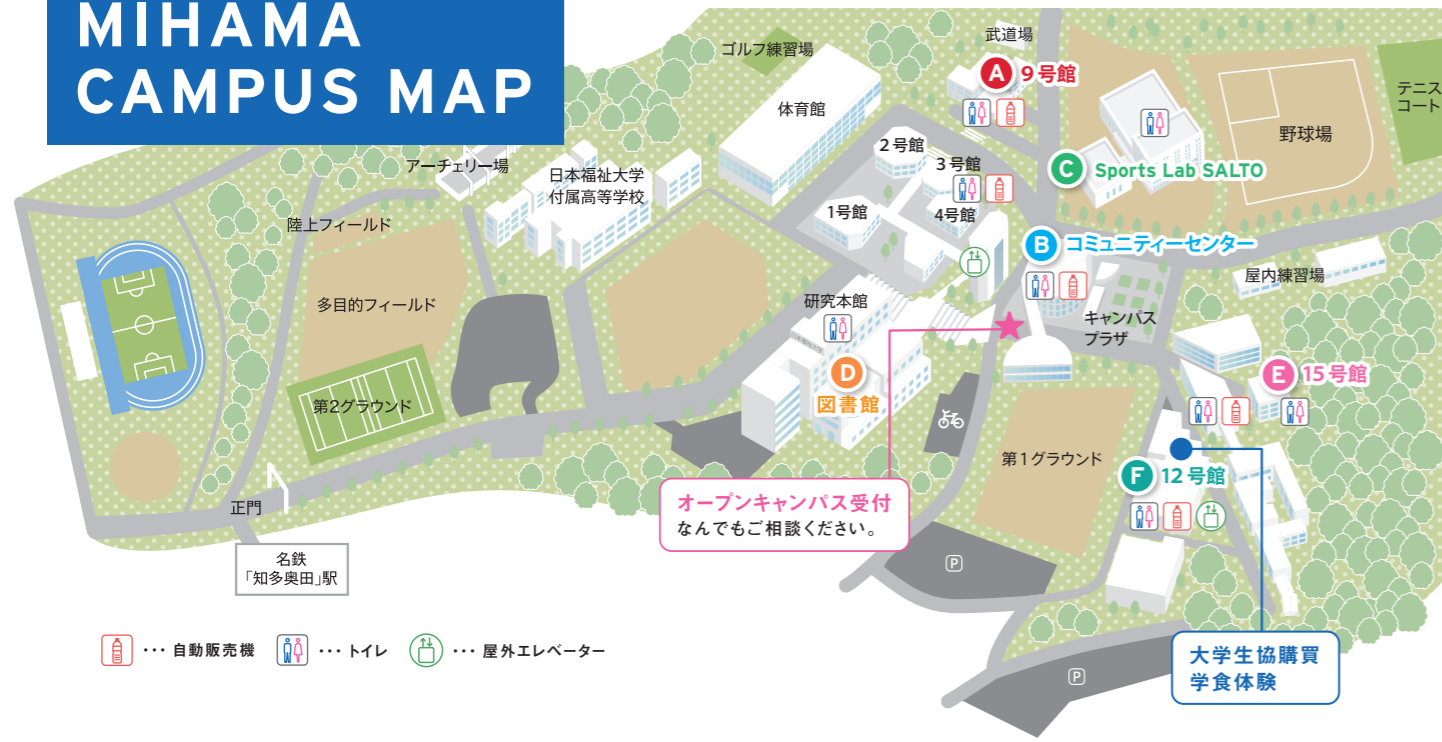 MIHAMA
CAMPUS MAP
武道場
ゴルフ練習場
A 9号館
体育館
テニス
コート
野球場
2号館
3号館
アーチェリー場
日本福祉大学
付属高等学校
C Sports Lab SALTO
1号館
4号館
陸上フィールド
B コミュニティーセンター
屋内練習場
多目的フィールド
研究本館
キャンパス
プラザ
D
図書館
E 15号館
第2グラウンド
第1グラウンド
F 12号館
正門
オープンキャンパス受付
なんでもご相談ください。
名鉄
「知多奥田」駅
P
P
・・・自動販売機
・・・トイレ
・・・屋外エレベーター
大学生協購買
学食体験